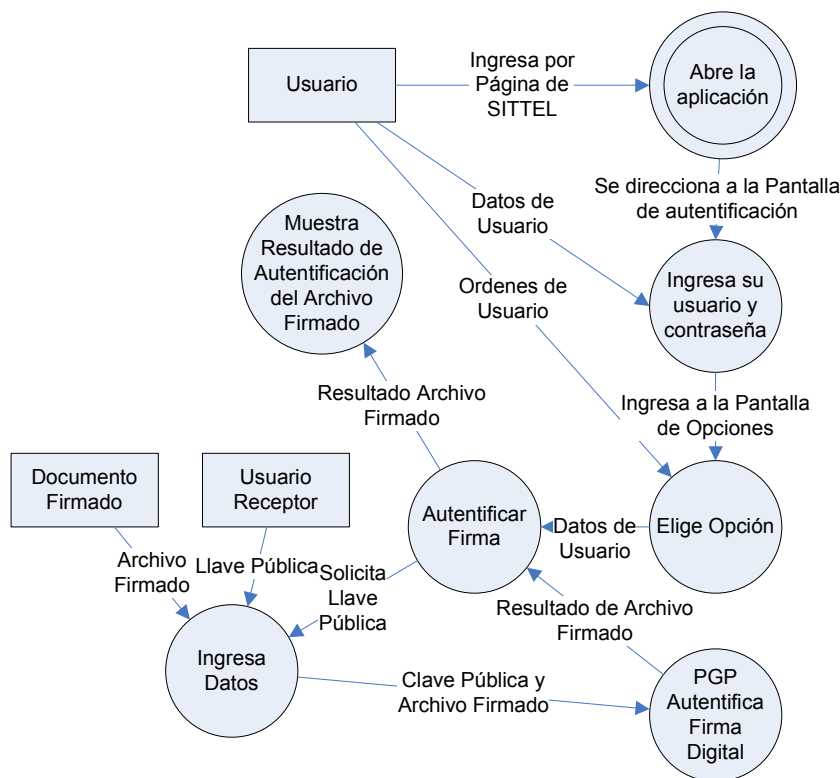 Usuario
Ingresa por
Página de
SITTEL
Abre la
aplicación
Se direcciona a la Pantalla
de autentificación
Datos de
Usuario
Muestra
Resultado de
Autentificación
del Archivo
Firmado
Ordenes de
Usuario
Ingresa su
usuario y
contraseña
Resultado Archivo
Firmado
Ingresa a la Pantalla
de Opciones
Documento
Firmado
Usuario
Receptor
Autentificar
Firma
Datos de
Usuario
Elige Opción
Archivo
Firmado
Llave Pública
Solicita
Llave
Pública
Resultado de Archivo
Firmado
Ingresa
Datos
Clave Pública y
Archivo Firmado
PGP
Autentifica
Firma
Digital